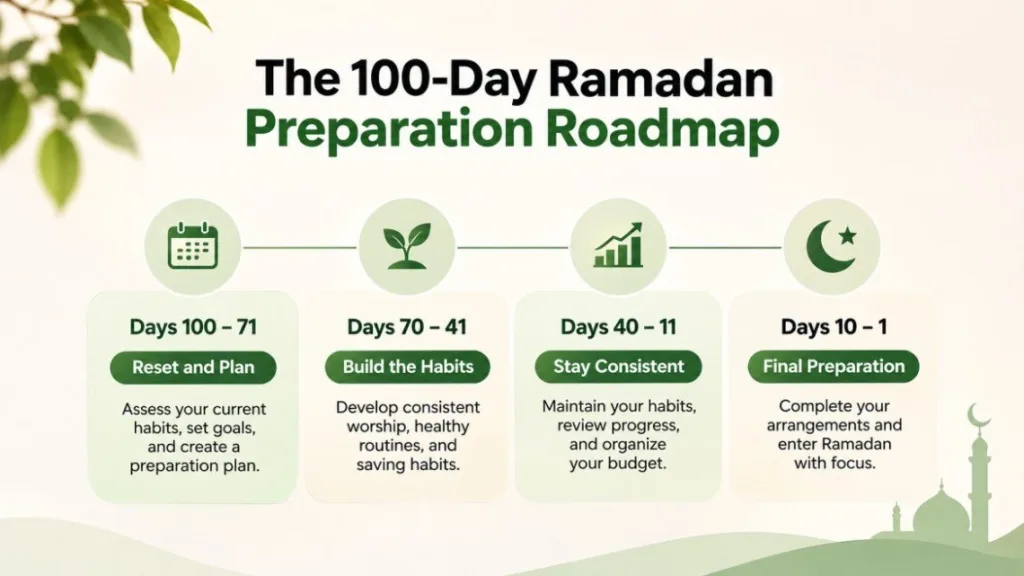 The 100-Day Ramadan
Preparation Roadmap
Days 100 – 71
Reset and Plan
Assess your current
habits, set goals,
and create a
preparation plan.
Days 70 – 41
Build the Habits
Develop consistent
worship, healthy
routines, and
saving habits.
Days 40 – 11
Stay Consistent
Maintain your habits,
review progress,
and organize
your budget.
Days 10 – 1
Final Preparation
Complete your
arrangements and
enter Ramadan
with focus.